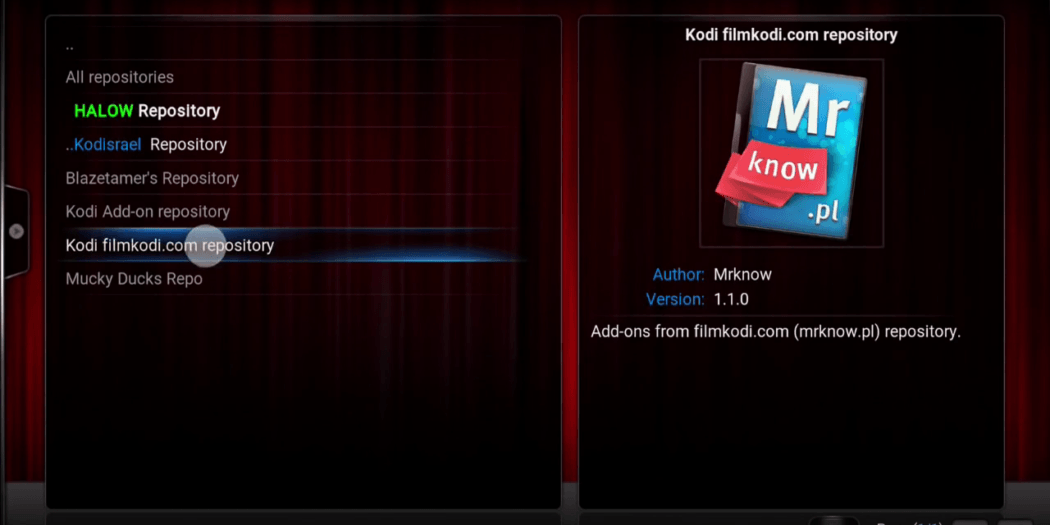 ..
All repositories
HALOW Repository
..Kodisrael Repository
Blazetamer's Repository
Kodi Add-on repository
Kodi filmkodi.com repository
Mucky Ducks Repo
Kodi filmkodi.com repository
Mr
know
.pl
Author: Mrknow
Version: 1.1.0
Add-ons from filmkodi.com (mrknow.pl) repository.